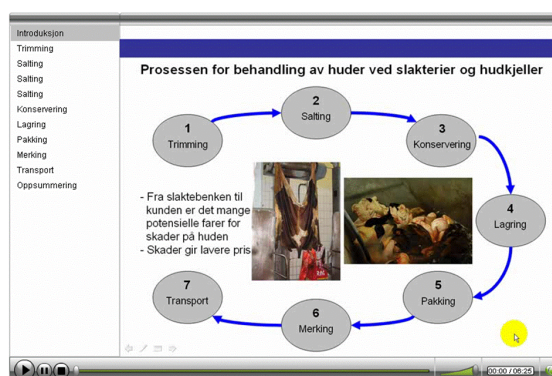 Introduksjon
Trimming
Salting
Salting
Salting
Konservering
Lagring
Pakking
Merking
Transport
Oppsummering
Prosessen for behandling av huder ved slakterier og hudkjeller
1
Trimming
2
Salting
3
Konservering
4
Lagring
5
Pakking
6
Merking
7
Transport
- Fra slaktebenken til
kunden er det mange
potensielle farer for
skader på huden
- Skader gir lavere pris
00:00 / 06:25